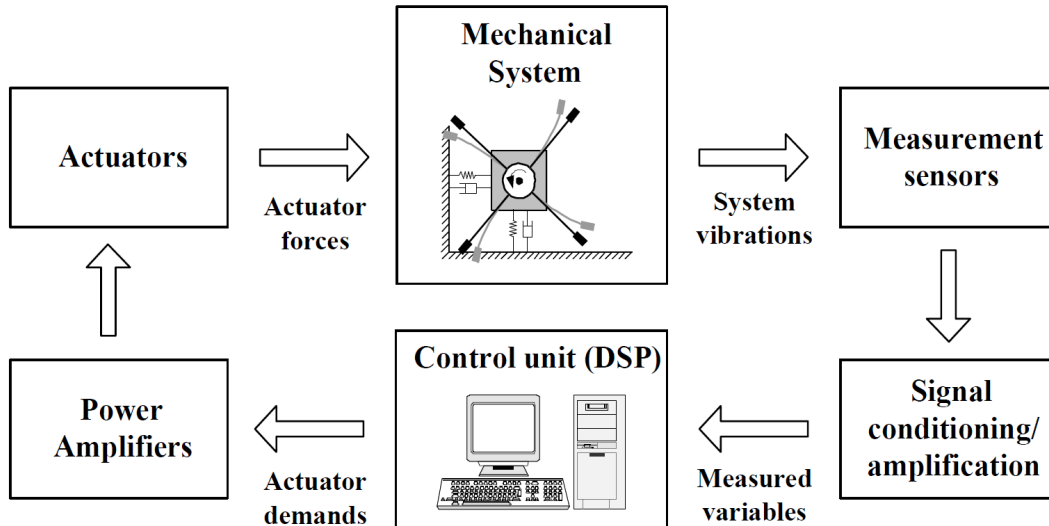 Mechanical
System
Actuators
Actuator
forces
System
vibrations
Measurement
sensors
Power
Amplifiers
Actuator
demands
Control unit (DSP)
Measured
variables
Signal
conditioning/
amplification